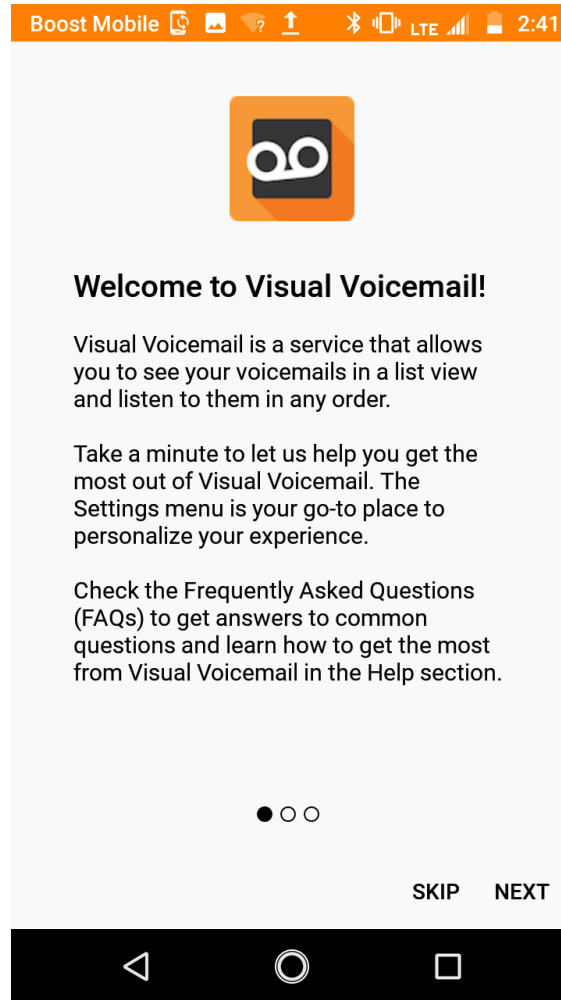 Boost Mobile ? LTE 2:41
Welcome to Visual Voicemail!
Visual Voicemail is a service that allows
you to see your voicemails in a list view
and listen to them in any order.
Take a minute to let us help you get the
most out of Visual Voicemail. The
Settings menu is your go-to place to
personalize your experience.
Check the Frequently Asked Questions
(FAQs) to get answers to common
questions and learn how to get the most
from Visual Voicemail in the Help section.
SKIP NEXT